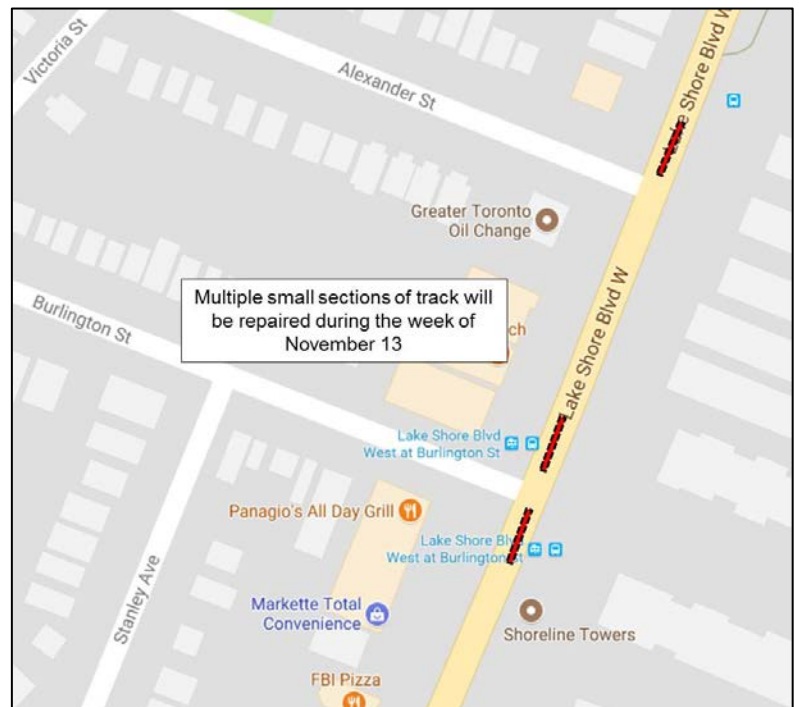 Victoria St
Alexander St
Lake Shore Blvd W
Greater Toronto
Oil Change
Multiple small sections of track will
be repaired during the week of
November 13
ch
Burlington St
Lake Shore Blvd W
Lake Shore Blvd
West at Burlington St
Panagio's All Day Grill
Lake Shore Blvd
West at Burlington St
Stanley Ave
Markette Total
Convenience
Shoreline Towers
FBI Pizza